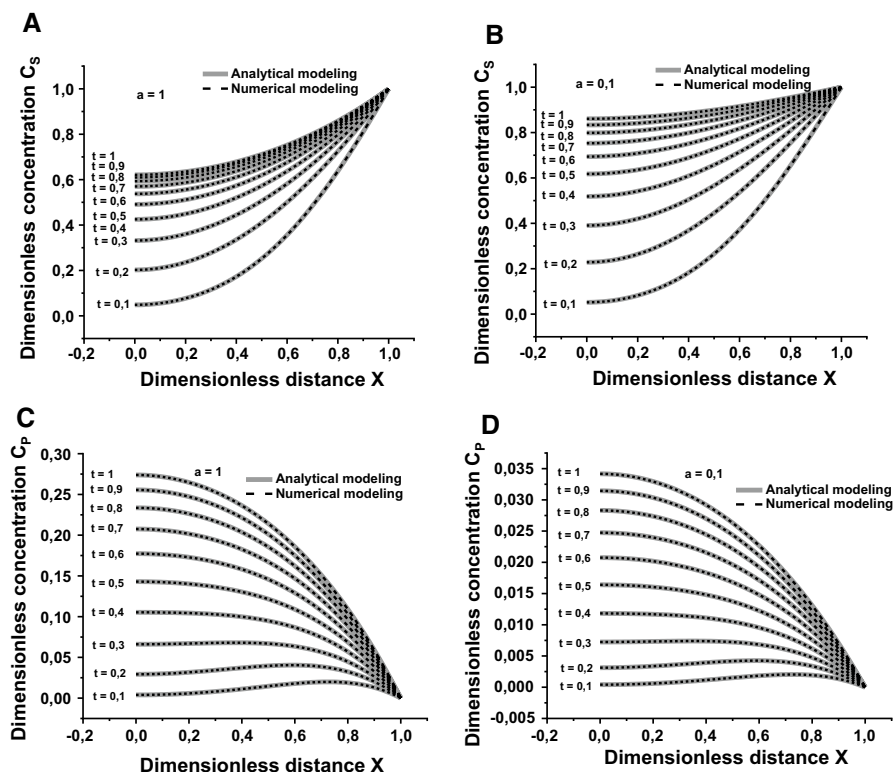 A
Dimensionless concentration C_S
a = 1
Analytical modeling
Numerical modeling
1,0
0,8
0,6
0,4
0,2
0,0
t = 1
t = 0,9
t = 0,8
t = 0,7
t = 0,6
t = 0,5
t = 0,4
t = 0,3
t = 0,2
t = 0,1
-0,2 0,0 0,2 0,4 0,6 0,8 1,0
Dimensionless distance X
B
Dimensionless concentration C_S
a = 0,1
Analytical modeling
Numerical modeling
1,0
0,8
0,6
0,4
0,2
0,0
t = 1
t = 0,9
t = 0,8
t = 0,7
t = 0,6
t = 0,5
t = 0,4
t = 0,3
t = 0,2
t = 0,1
-0,2 0,0 0,2 0,4 0,6 0,8 1,0
Dimensionless distance X
C
Dimensionless concentration C_P
a = 1
Analytical modeling
Numerical modeling
0,30
0,25
0,20
0,15
0,10
0,05
0,00
t = 1
t = 0,9
t = 0,8
t = 0,7
t = 0,6
t = 0,5
t = 0,4
t = 0,3
t = 0,2
t = 0,1
-0,2 0,0 0,2 0,4 0,6 0,8 1,0
Dimensionless distance X
D
Dimensionless concentration C_P
a = 0,1
Analytical modeling
Numerical modeling
0,035
0,030
0,025
0,020
0,015
0,010
0,005
0,000
-0,005
t = 1
t = 0,9
t = 0,8
t = 0,7
t = 0,6
t = 0,5
t = 0,4
t = 0,3
t = 0,2
t = 0,1
-0,2 0,0 0,2 0,4 0,6 0,8 1,0
Dimensionless distance X